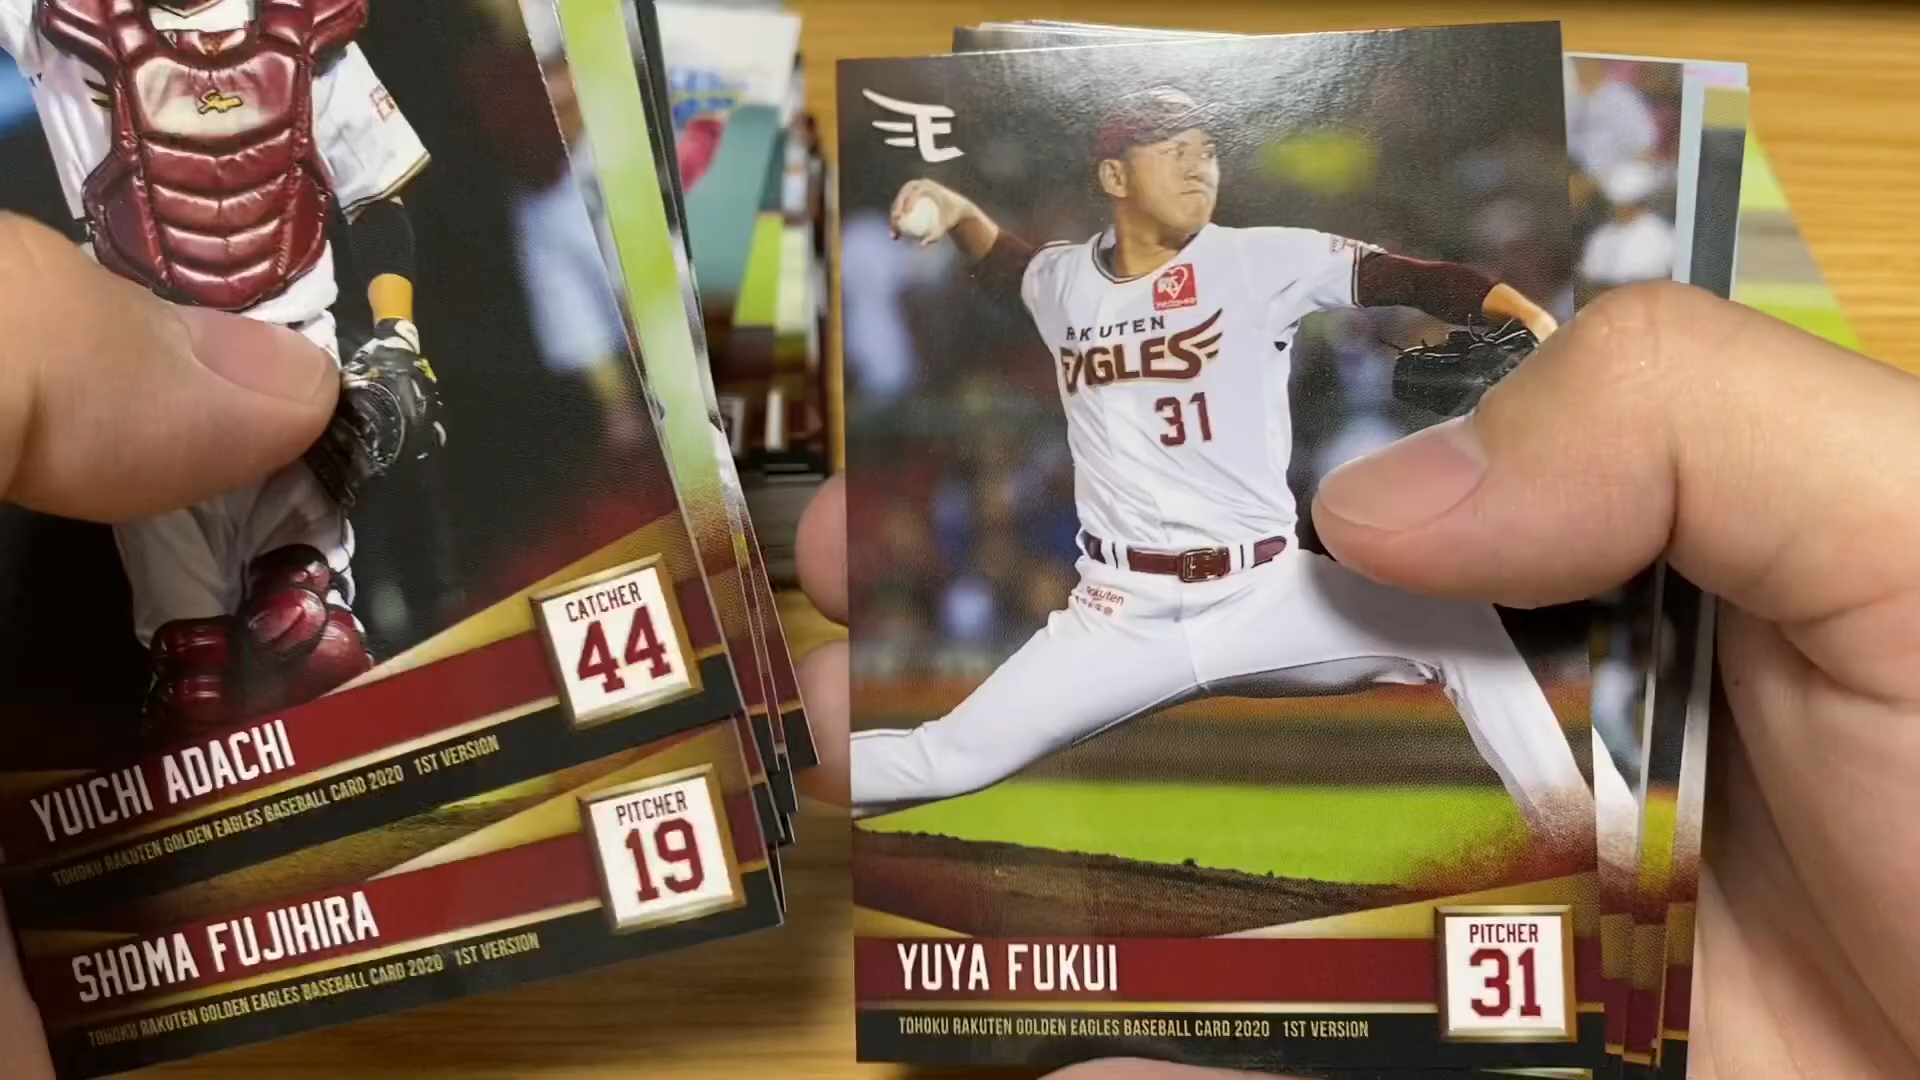 CATCHER
44
YUICHI ADACHI
TOHOKU RAKUTEN GOLDEN EAGLES BASEBALL CARD 2020 1ST VERSION
PITCHER
19
SHOMA FUJIHIRA
TOHOKU RAKUTEN GOLDEN EAGLES BASEBALL CARD 2020 1ST VERSION
E
RAKUTEN
EAGLES
31
Rakuten
YUYA FUKUI
PITCHER
31
TOHOKU RAKUTEN GOLDEN EAGLES BASEBALL CARD 2020 1ST VERSION